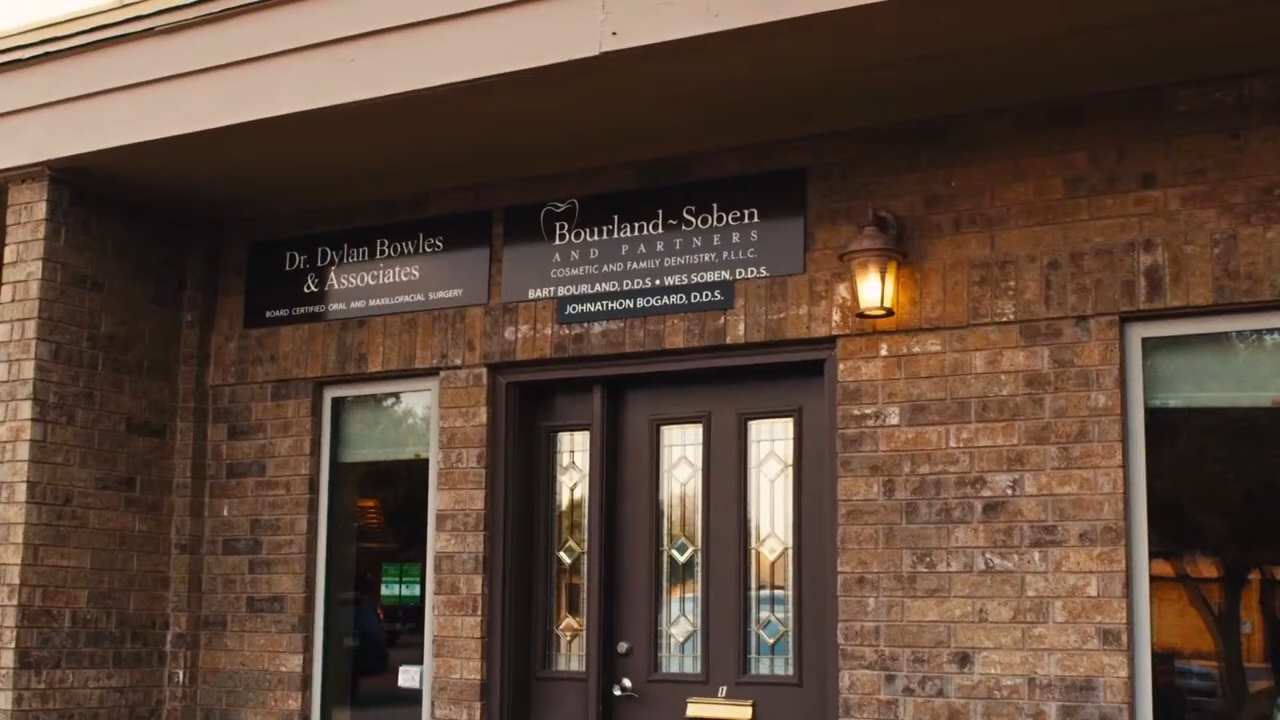 Dr. Dylan Bowles
& Associates
BOARD CERTIFIED ORAL AND MAXILLOFACIAL SURGERY
Bourland~Soben
AND PARTNERS
COSMETIC AND FAMILY DENTISTRY, P.L.L.C.
BART BOURLAND, D.D.S • WES SOBEN, D.D.S.
JOHNATHON BOGARD, D.D.S.